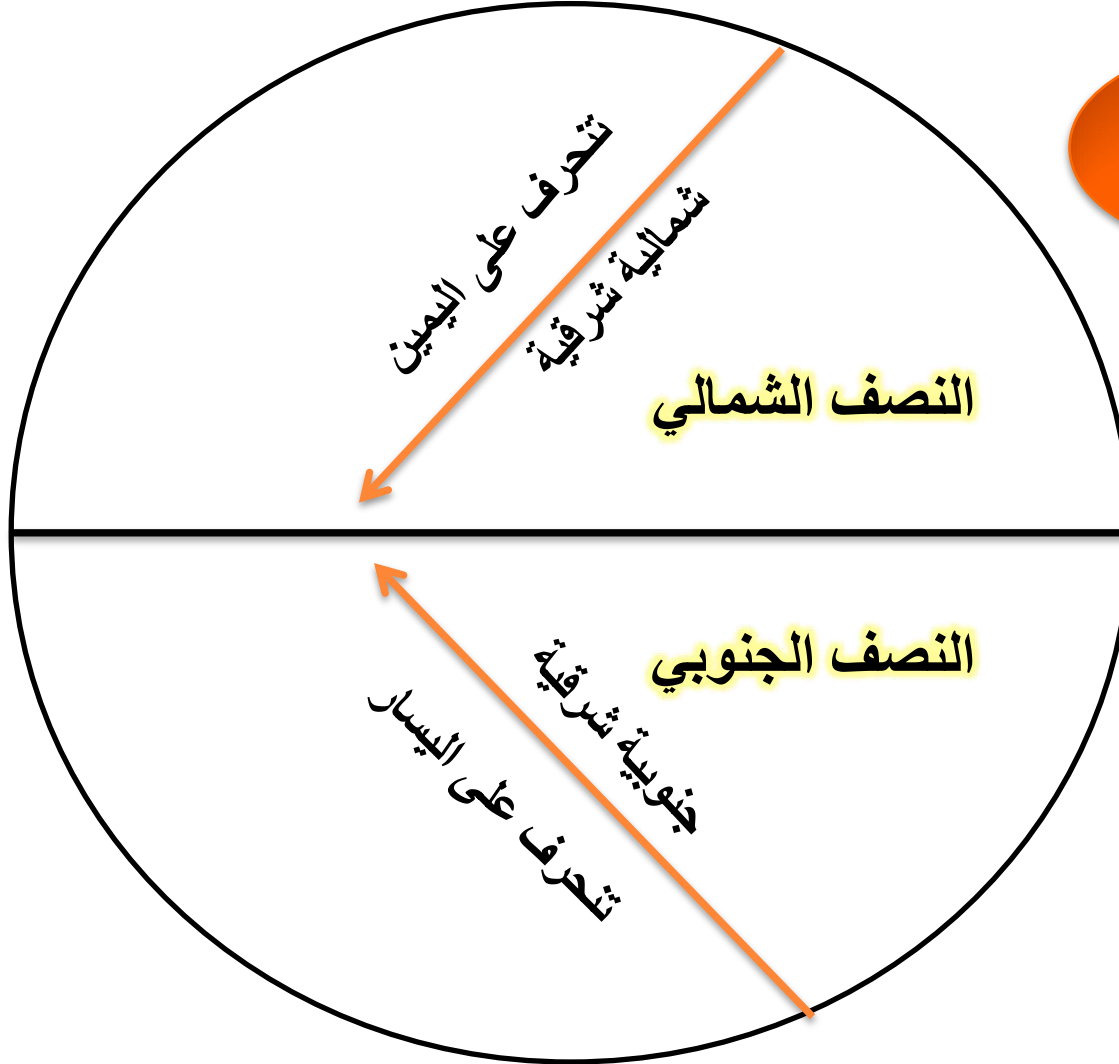 تنحرف على اليمين
شمالية شرقية
النصف الشمالي
النصف الجنوبي
جنوبية شرقية
تنحرف على اليسار